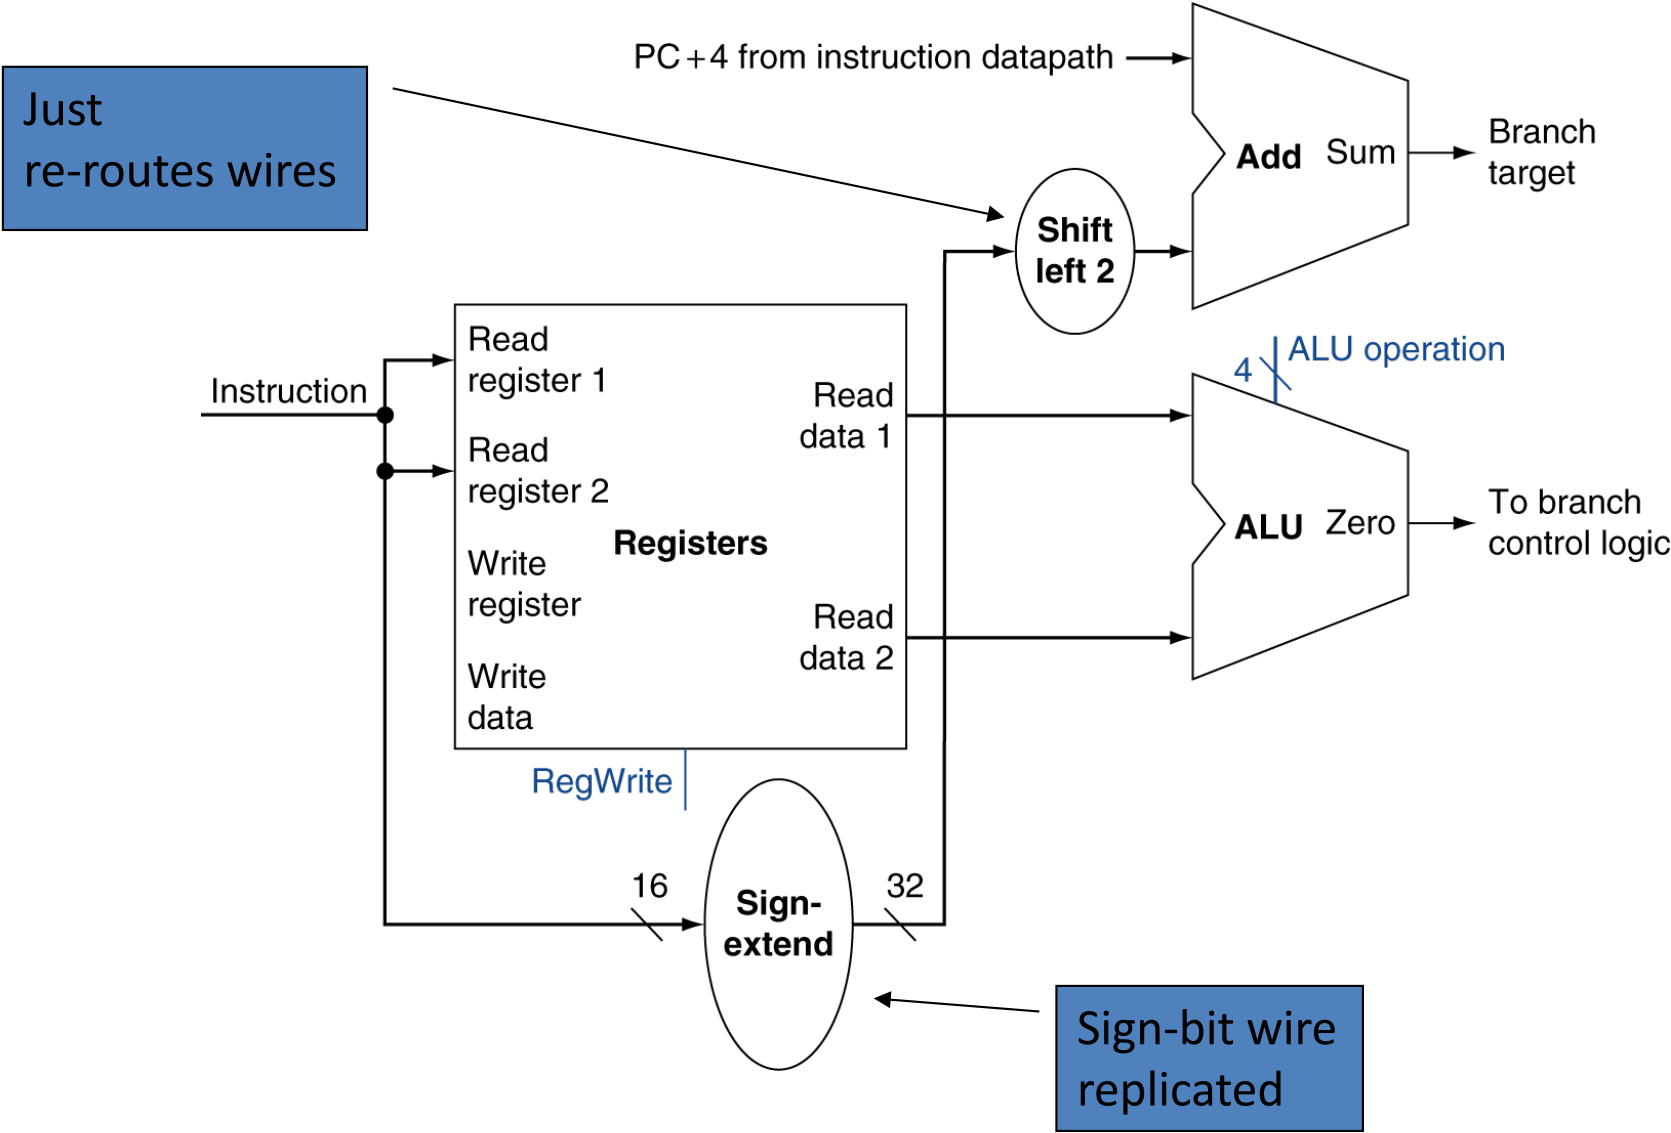 PC+4 from instruction datapath
Just
re-routes wires
Add Sum
Branch
target
Shift
left 2
ALU operation
4
Instruction
Read
register 1
Read
data 1
Read
register 2
Registers
Write
register
Read
data 2
Write
data
ALU Zero
To branch
control logic
RegWrite
16
Sign-
extend
32
Sign-bit wire
replicated